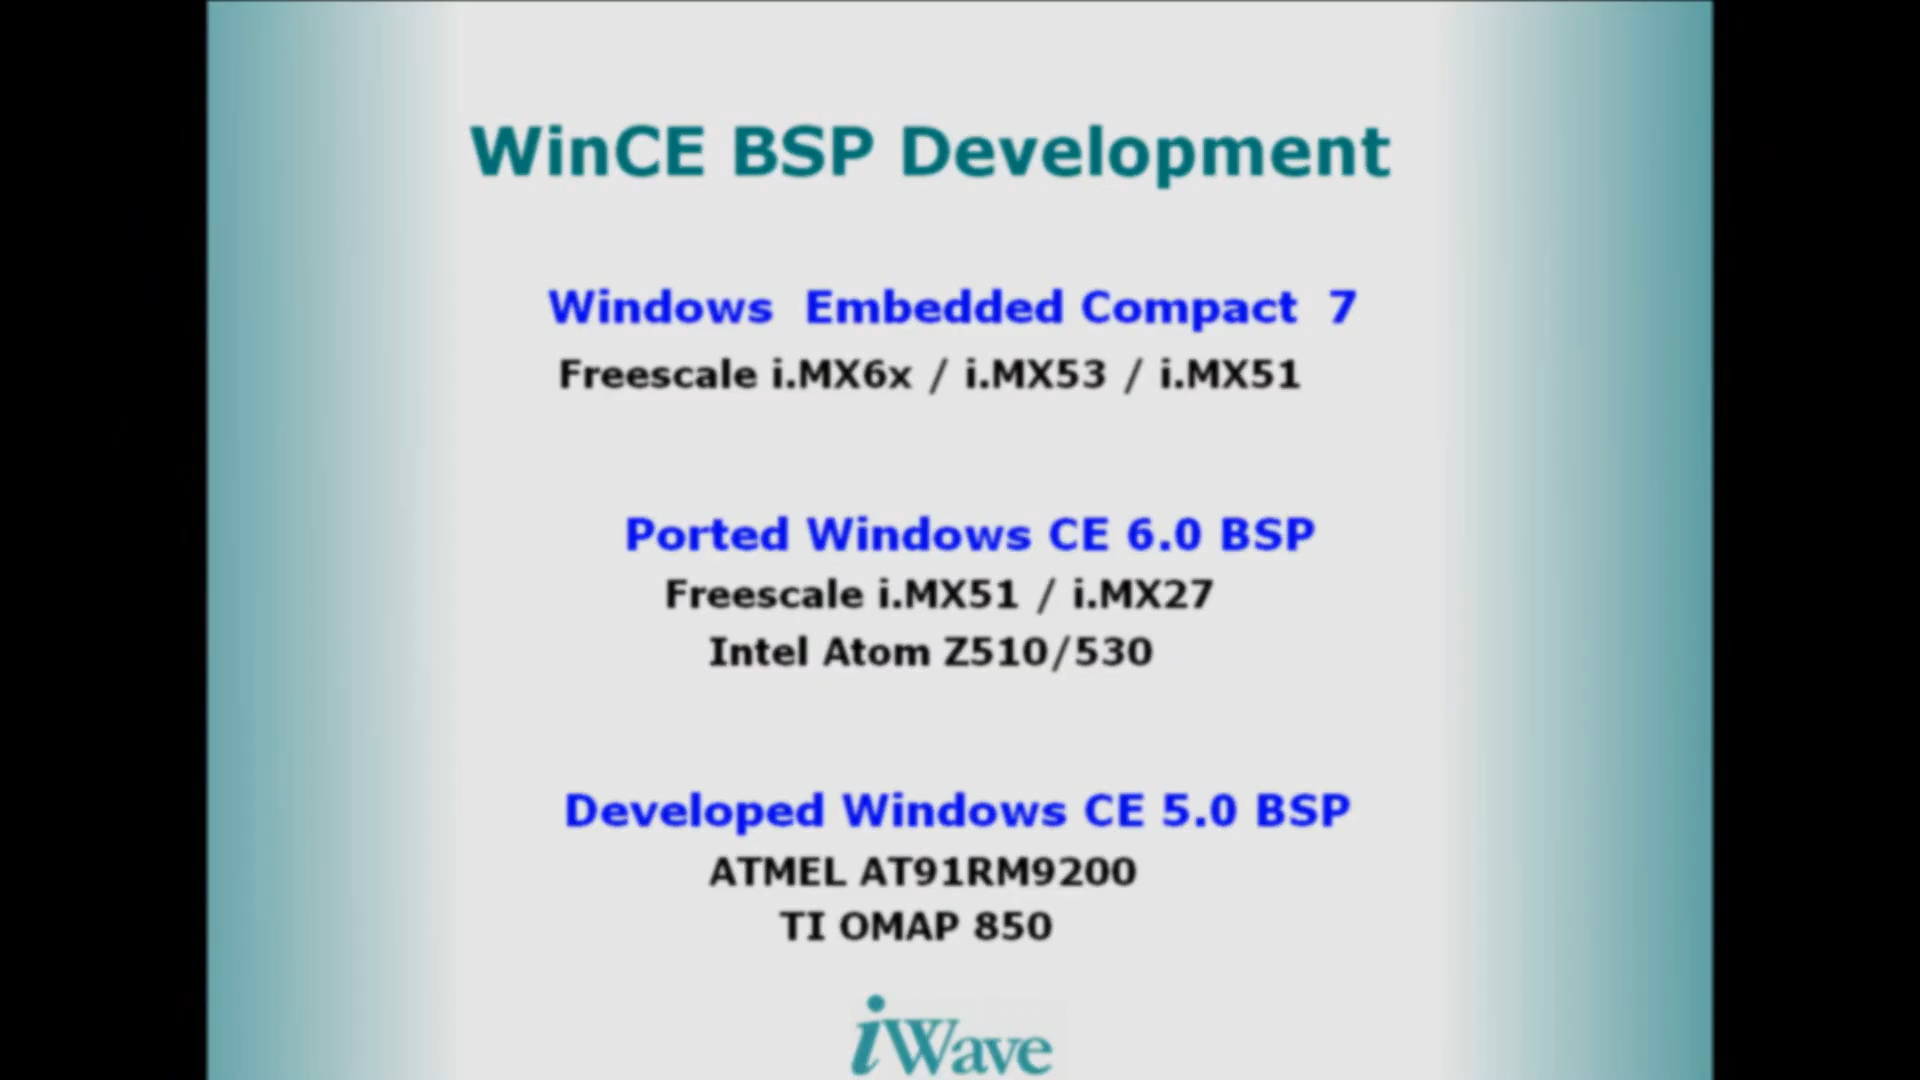 WinCE BSP Development
Windows Embedded Compact 7
Freescale i.MX6x / i.MX53 / i.MX51
Ported Windows CE 6.0 BSP
Freescale i.MX51 / i.MX27
Intel Atom Z510/530
Developed Windows CE 5.0 BSP
ATMEL AT91RM9200
TI OMAP 850
iWave